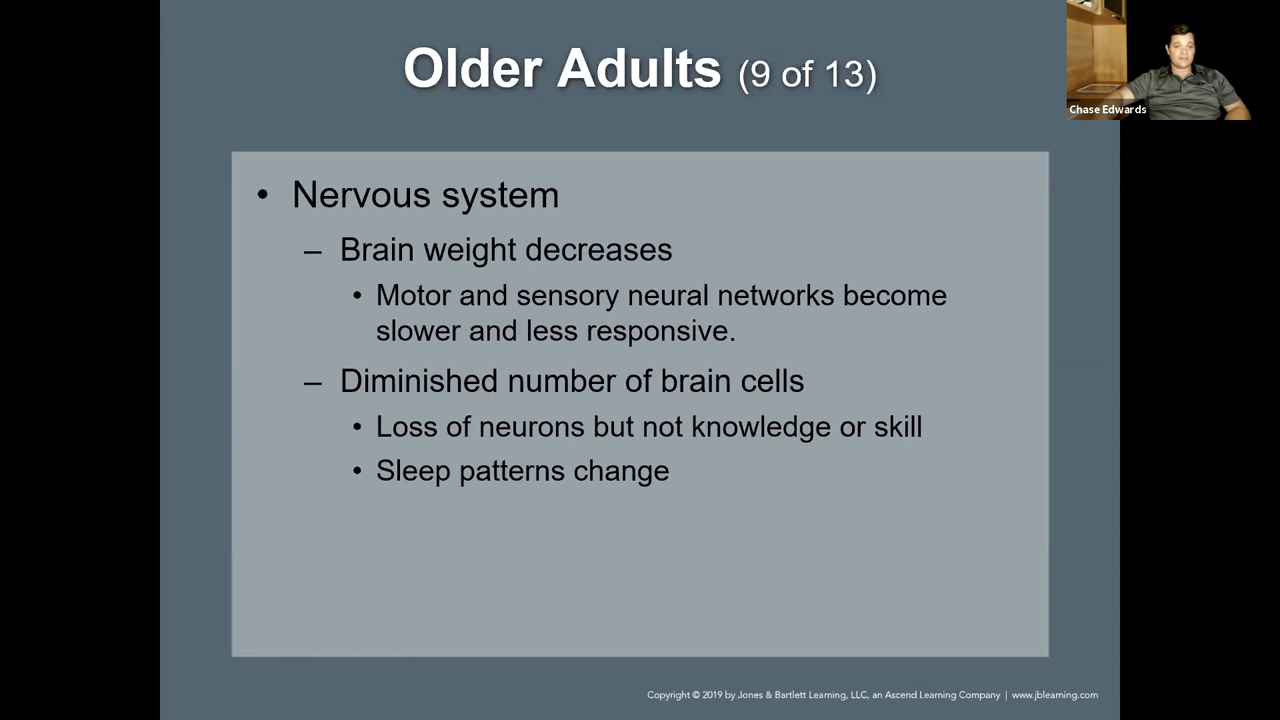 Older Adults (9 of 13)
Chase Edwards
• Nervous system
– Brain weight decreases
• Motor and sensory neural networks become
slower and less responsive.
– Diminished number of brain cells
• Loss of neurons but not knowledge or skill
• Sleep patterns change
Copyright © 2019 by Jones & Bartlett Learning, LLC, an Ascend Learning Company | www.jblearning.com